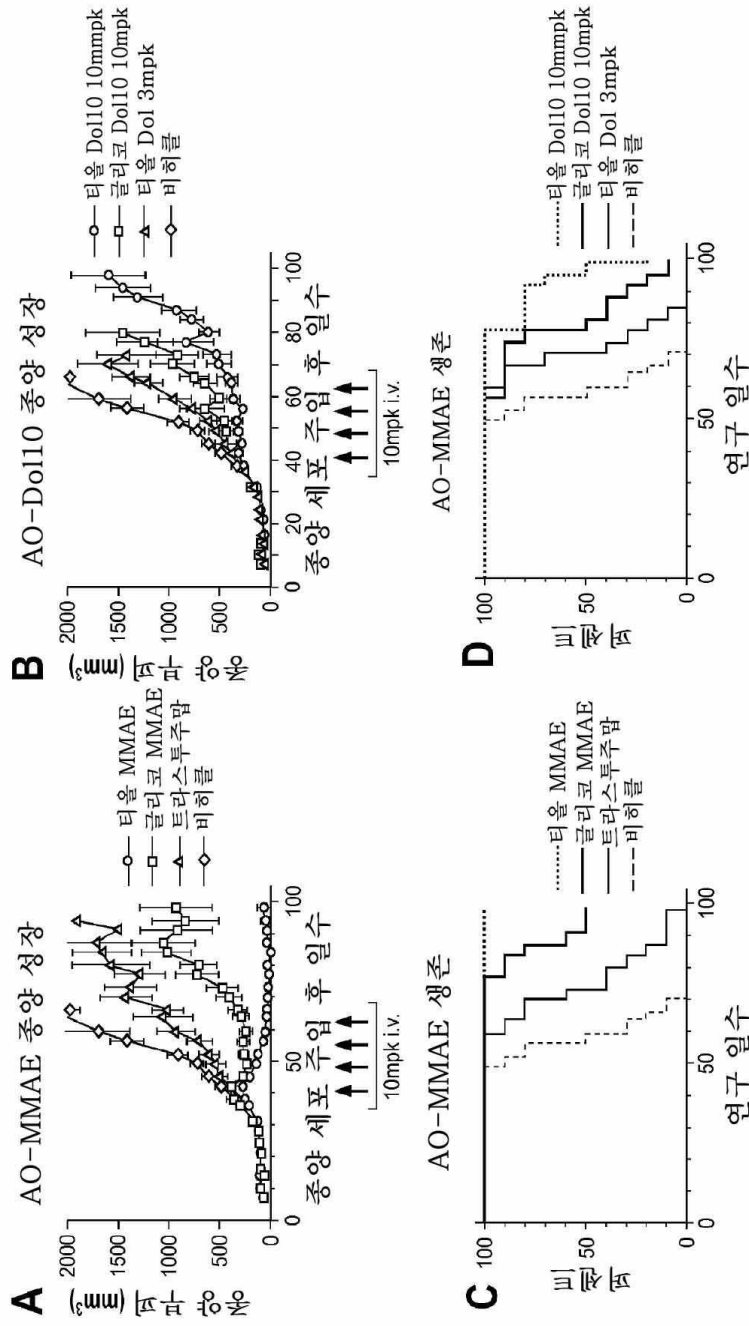 A
AO-MMAE 종양 성장
종양 부피
(mm³)
2000
1500
1000
500
0
0
50
100
종양 세포 주입 후 일수
10mpk i.v.
티올 MMAE
글리코 MMAE
트라스투주맙
비히클
B
AO-Dol10 종양 성장
종양 부피
(mm³)
2000
1500
1000
500
0
0
20
40
60
80
100
종양 세포 주입 후 일수
10mpk i.v.
티올 Dol10 10mmpk
글리코 Dol10 10mpk
티올 Dol 3mpk
비히클
C
AO-MMAE 생존
퍼센트
100
50
0
0
50
100
연구 일수
티올 MMAE
글리코 MMAE
트라스투주맙
비히클
D
AO-MMAE 생존
퍼센트
100
50
0
0
50
100
연구 일수
티올 Dol10 10mmpk
글리코 Dol10 10mpk
티올 Dol 3mpk
비히클